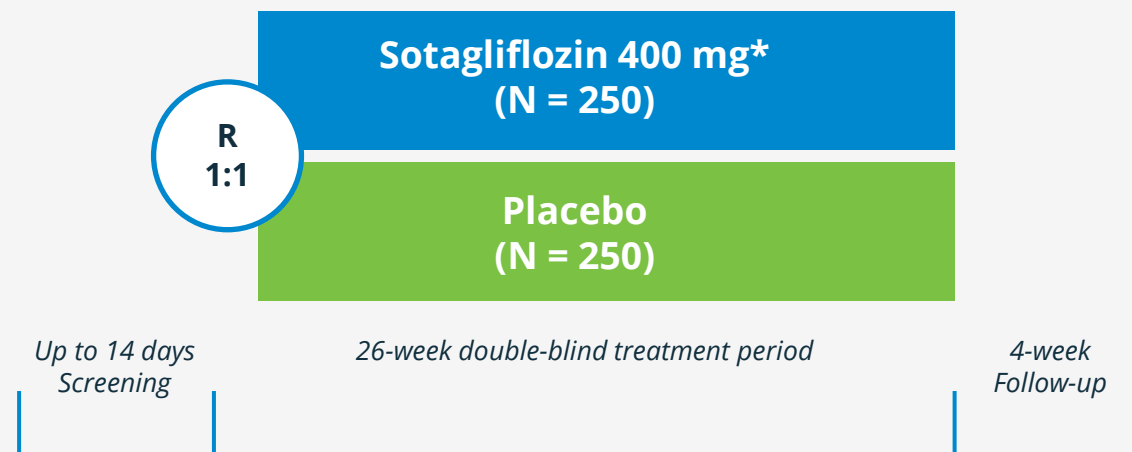 Sotagliflozin 400 mg*
(N = 250)
R
1:1
Placebo
(N = 250)
Up to 14 days
Screening
26-week double-blind treatment period
4-week
Follow-up